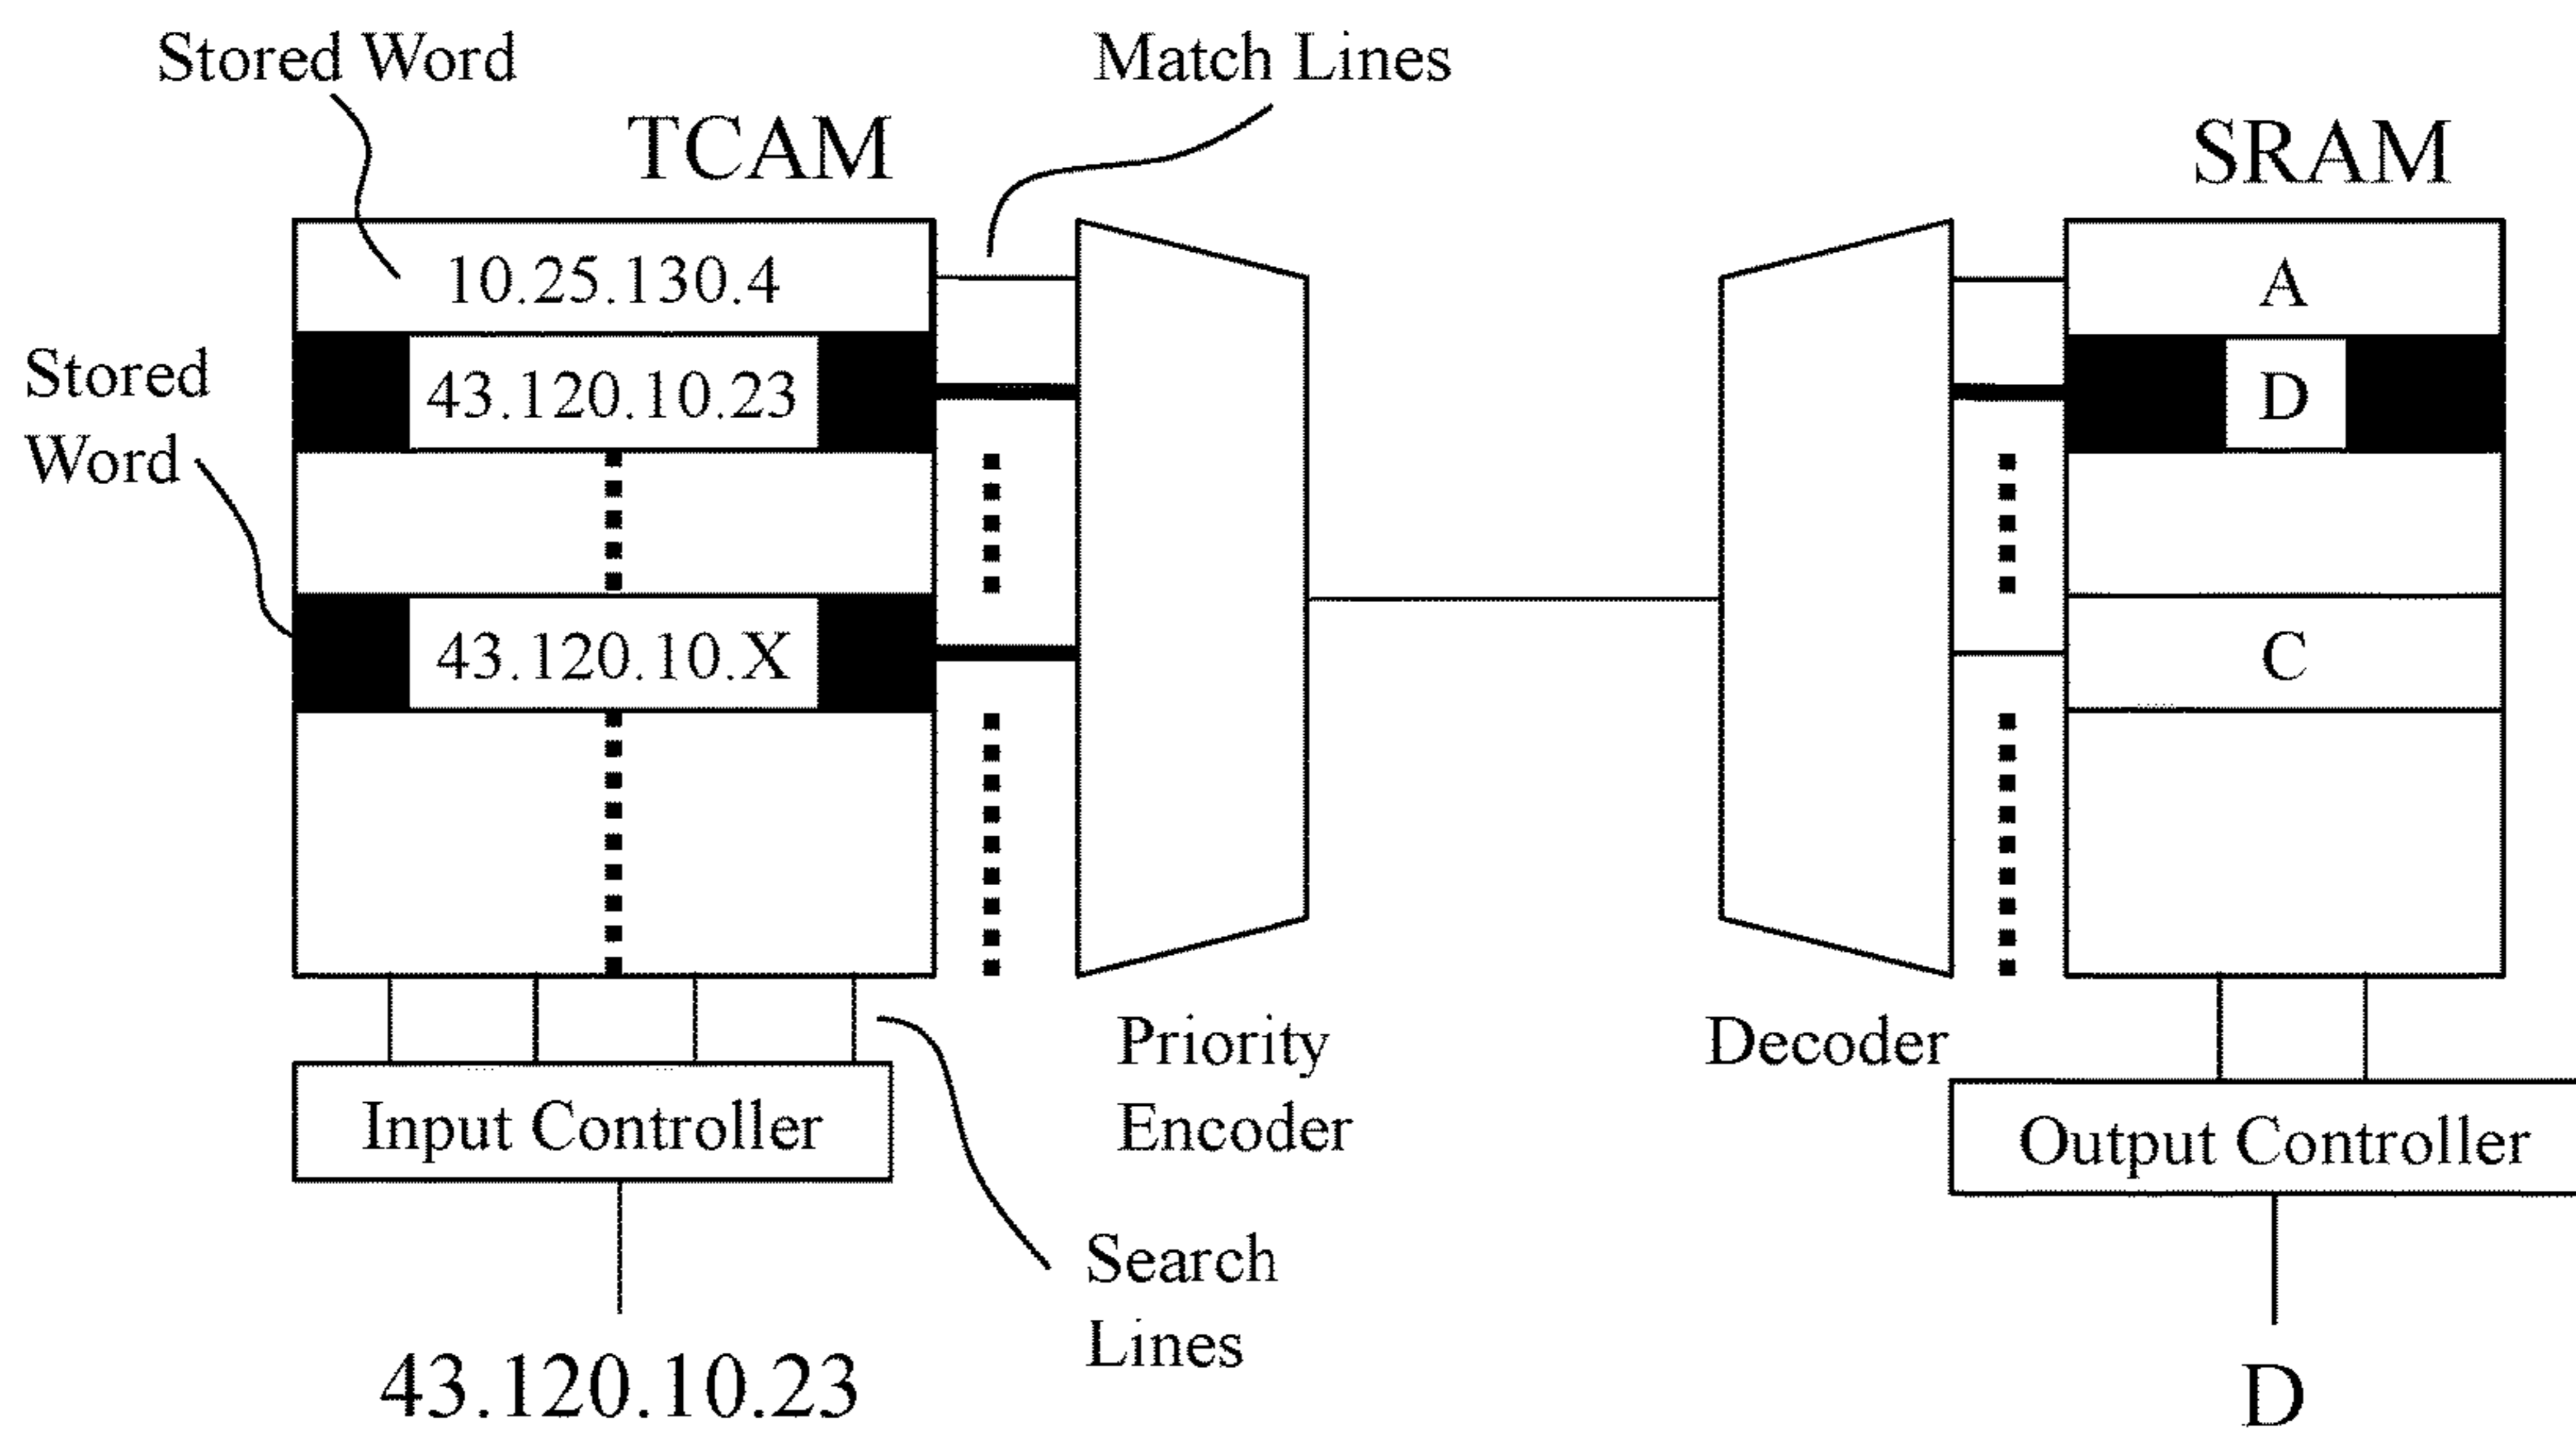 Stored Word
Match Lines
TCAM
SRAM
10.25.130.4
A
Stored
Word
43.120.10.23
D
43.120.10.X
C
Priority
Encoder
Decoder
Input Controller
Output Controller
Search
Lines
43.120.10.23
D